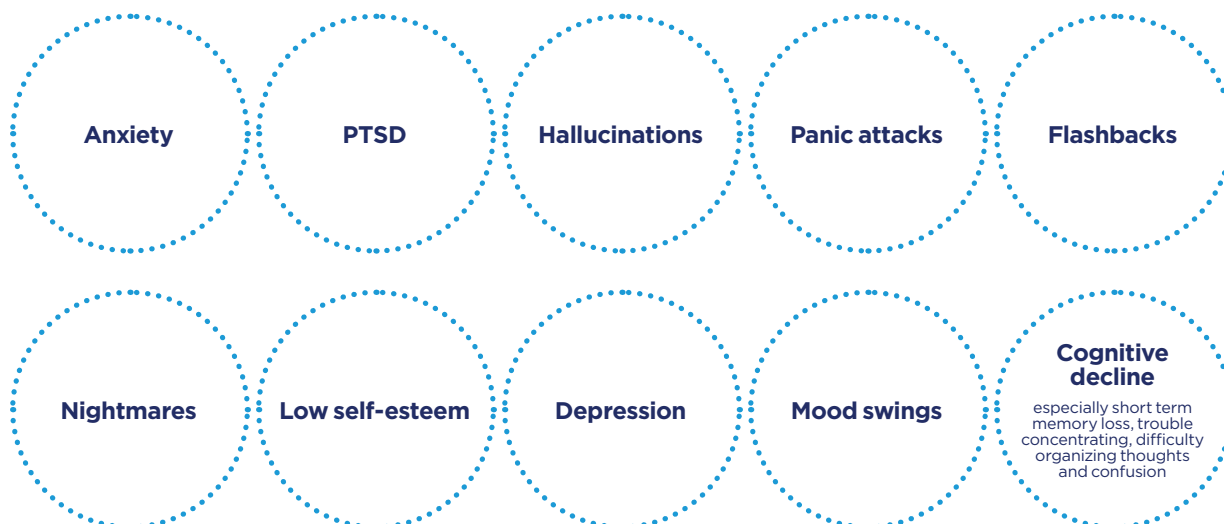 Anxiety
PTSD
Hallucinations
Panic attacks
Flashbacks
Nightmares
Low self-esteem
Depression
Mood swings
Cognitive
decline
especially short term
memory loss, trouble
concentrating, difficulty
organizing thoughts
and confusion